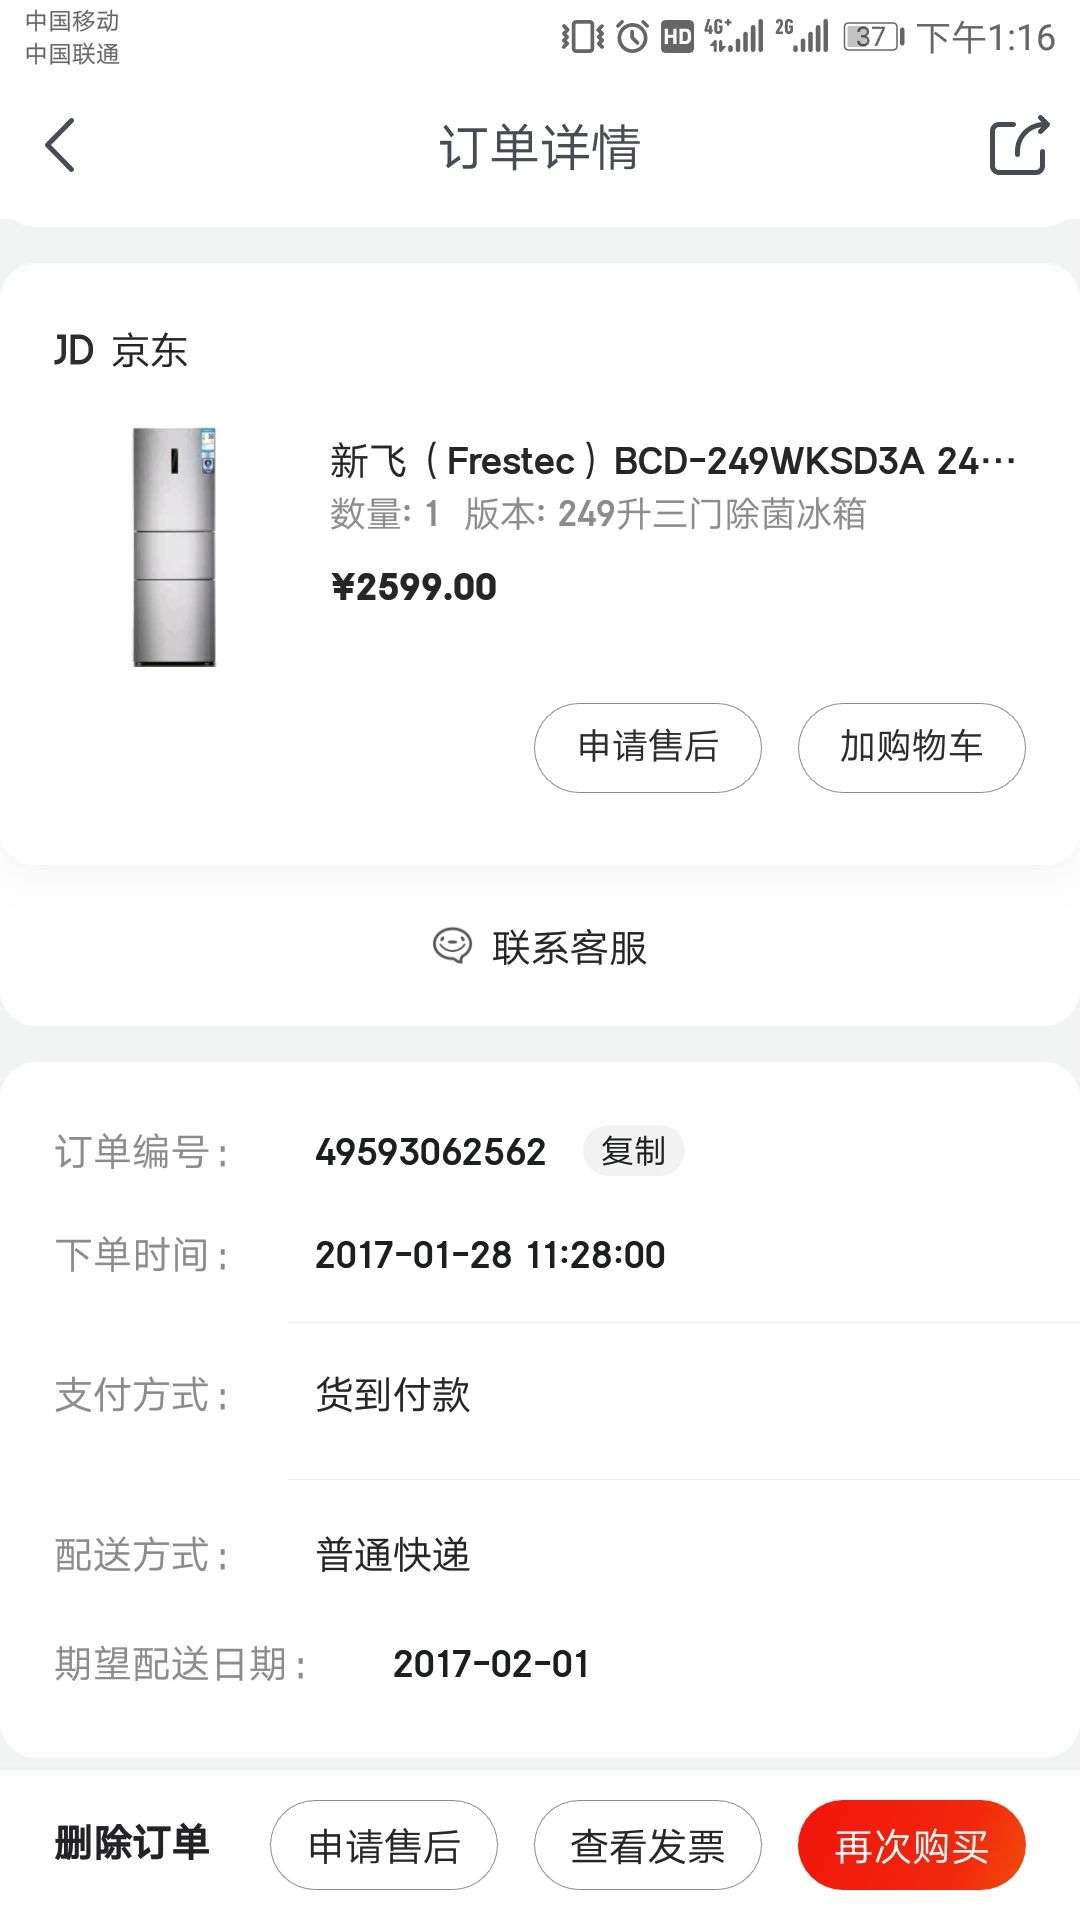 中国移动
中国联通
HD 4G+ 2G 37 下午1:16
订单详情
JD 京东
新飞（Frestec）BCD-249WKSD3A 24…
数量: 1 版本: 249升三门除菌冰箱
¥2599.00
申请售后 加购物车
联系客服
订单编号: 49593062562 复制
下单时间: 2017-01-28 11:28:00
支付方式: 货到付款
配送方式: 普通快递
期望配送日期: 2017-02-01
删除订单 申请售后 查看发票 再次购买